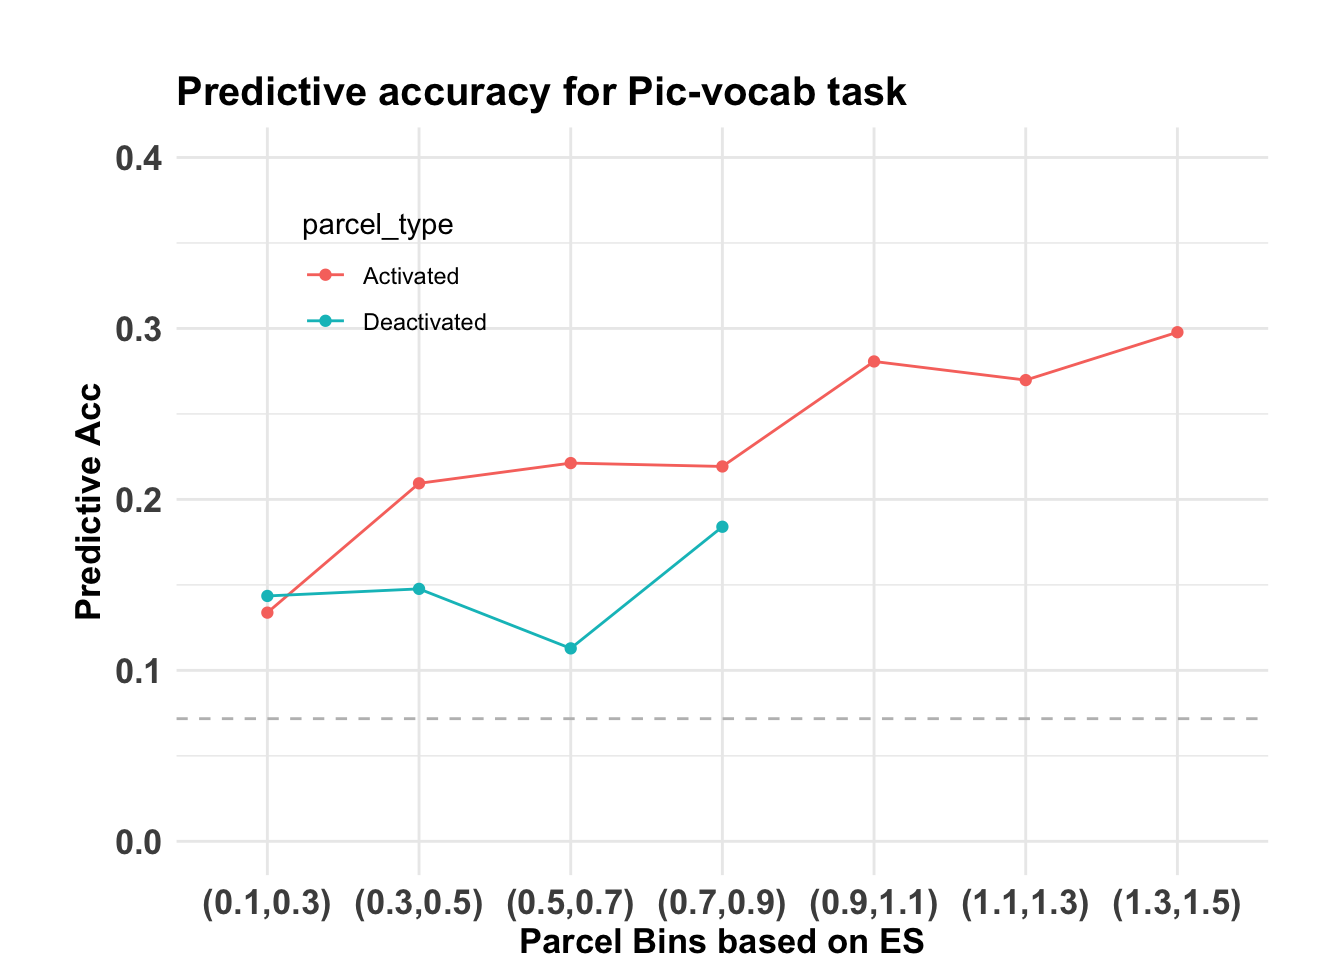 Predictive accuracy for Pic-vocab task
0.4
parcel_type
Activated
Deactivated
0.3
Predictive Acc
0.2
0.1
0.0
(0.1,0.3) (0.3,0.5) (0.5,0.7) (0.7,0.9) (0.9,1.1) (1.1,1.3) (1.3,1.5)
Parcel Bins based on ES